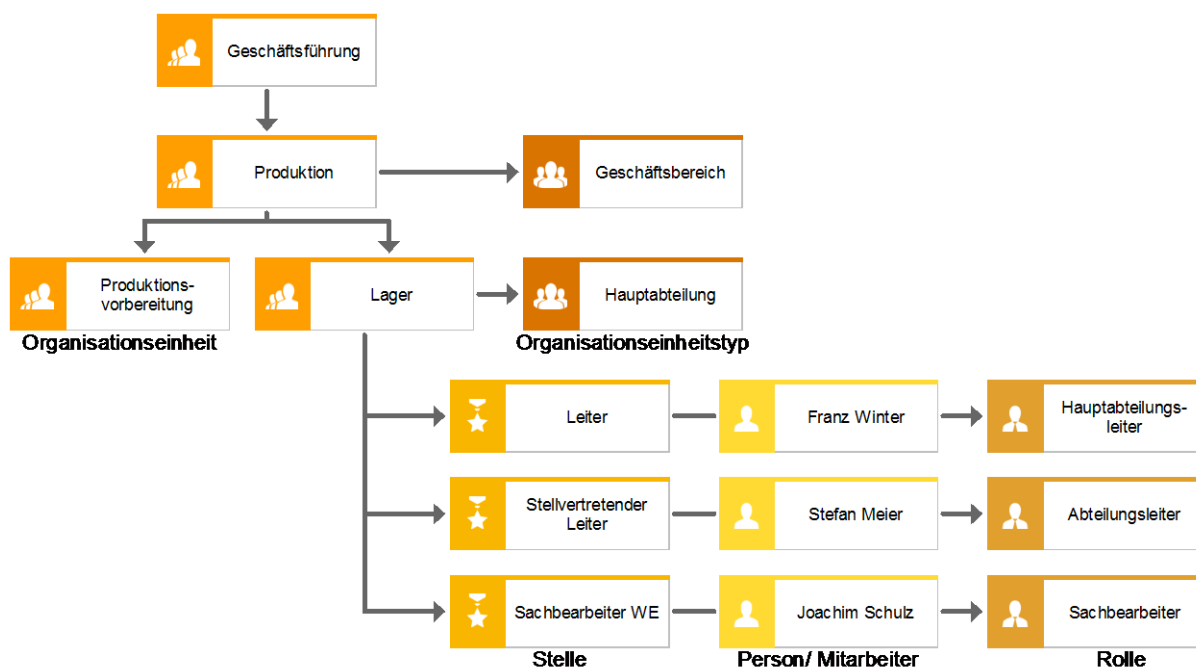 Geschäftsführung
Produktion
Geschäftsbereich
Produktions-
vorbereitung
Lager
Hauptabteilung
Organisationseinheit
Organisationseinheitstyp
Leiter
Franz Winter
Hauptabteilungs-
leiter
Stellvertretender
Leiter
Stefan Meier
Abteilungsleiter
Sachbearbeiter WE
Joachim Schulz
Sachbearbeiter
Stelle
Person/ Mitarbeiter
Rolle